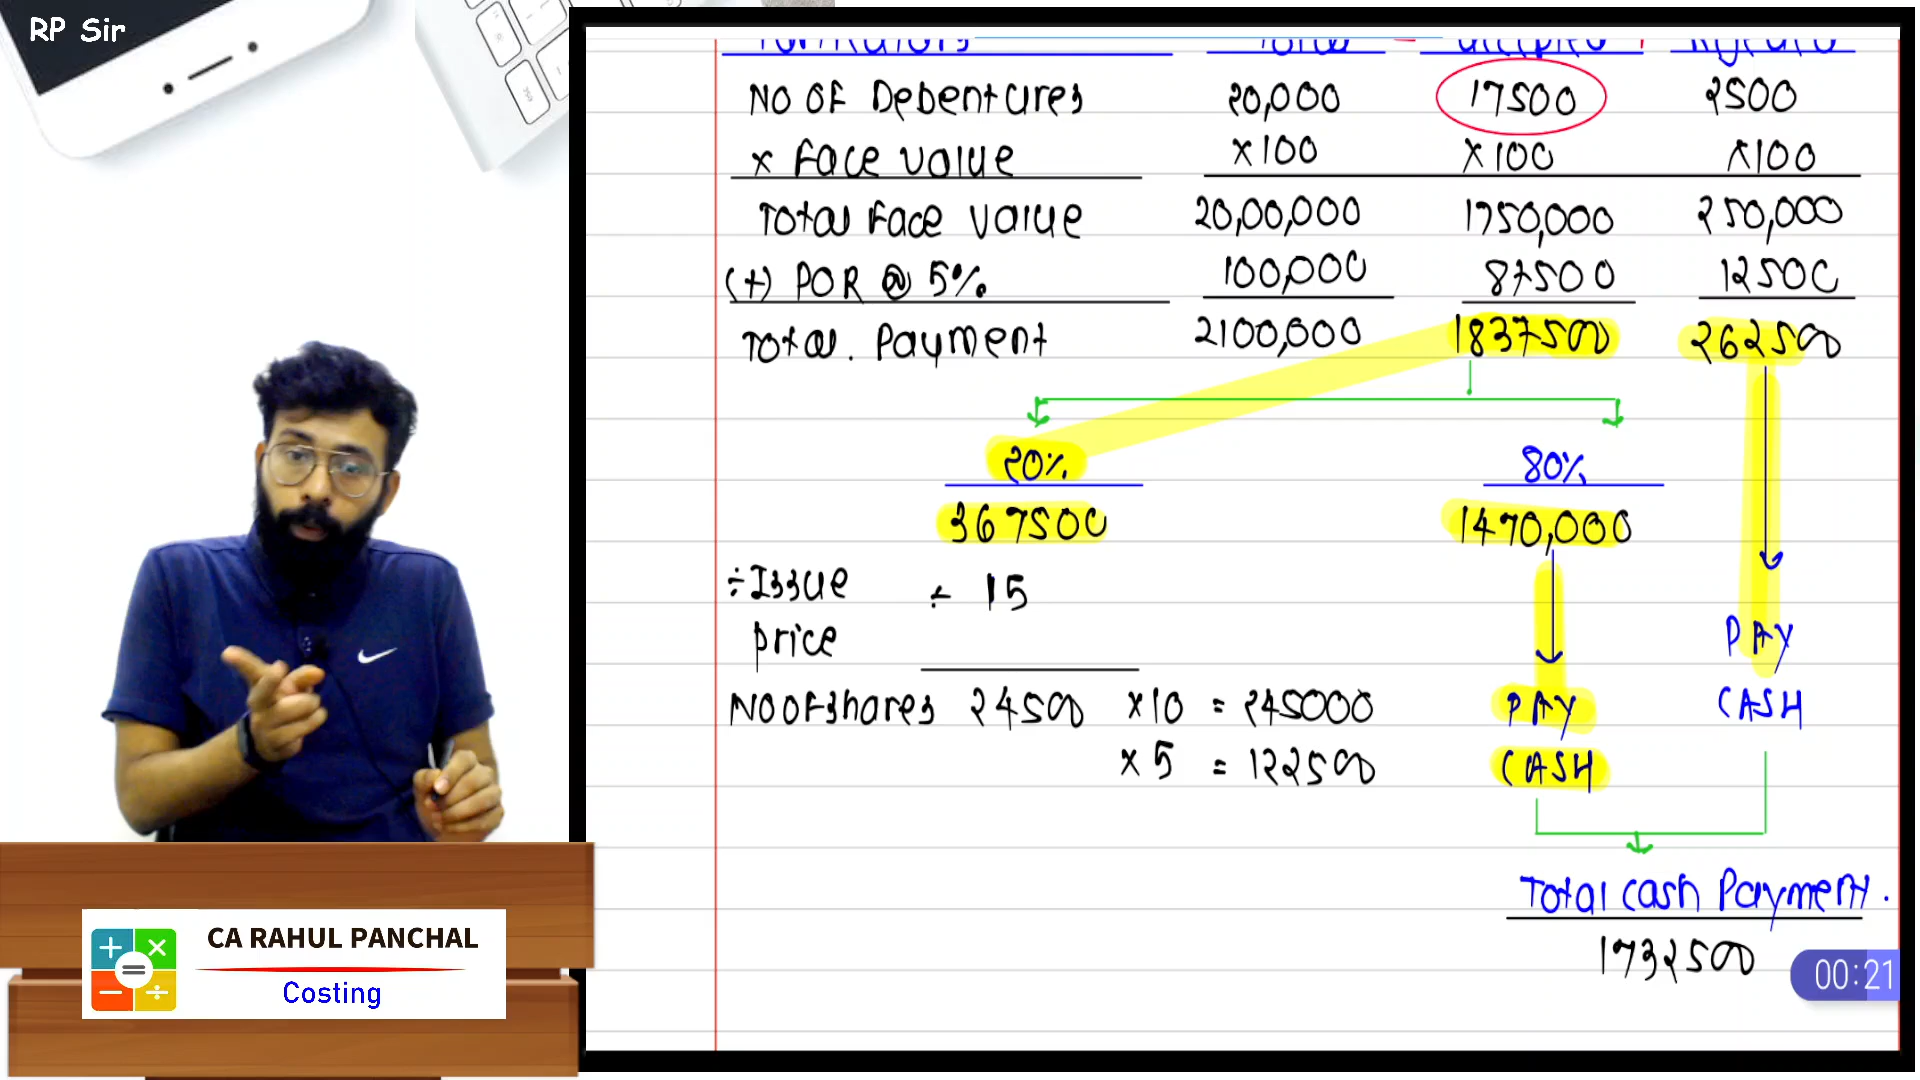 RP Sir
No OF Debentures 20,000 17500 2500
x Face Value x100 x100 x100
Total Face Value 20,00,000 1750,000 250,000
(+) POR @ 5% 100,000 87500 12500
Total. Payment 2100,000 1837500 262500
20% 80%
367500 1470,000
÷Issue ÷ 15
price
PAY
NO OF shares 24500 x10 = 245000 PAY CASH
x 5 = 122500 CASH
Total Cash Payment.
1732500
00:21
CA RAHUL PANCHAL
Costing